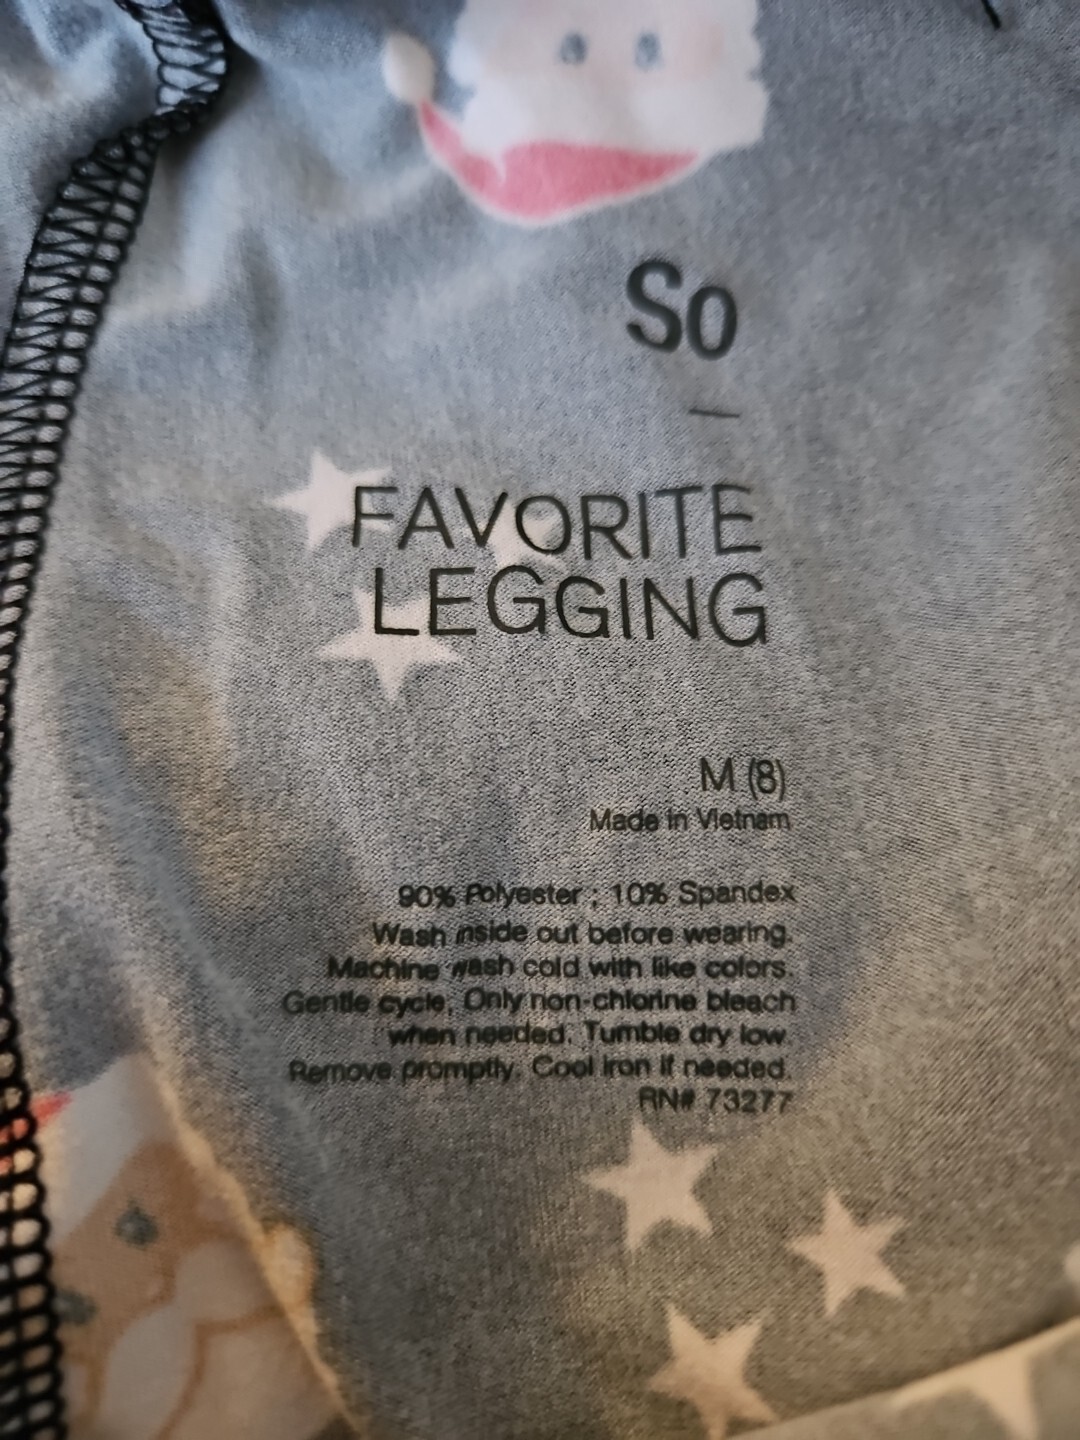 So
FAVORITE
LEGGING
M (8)
Made in Vietnam
90% Polyester ; 10% Spandex
Wash inside out before wearing.
Machine wash cold with like colors.
Gentle cycle; Only non-chlorine bleach
when needed. Tumble dry low.
Remove promptly. Cool iron if needed.
RN# 73277